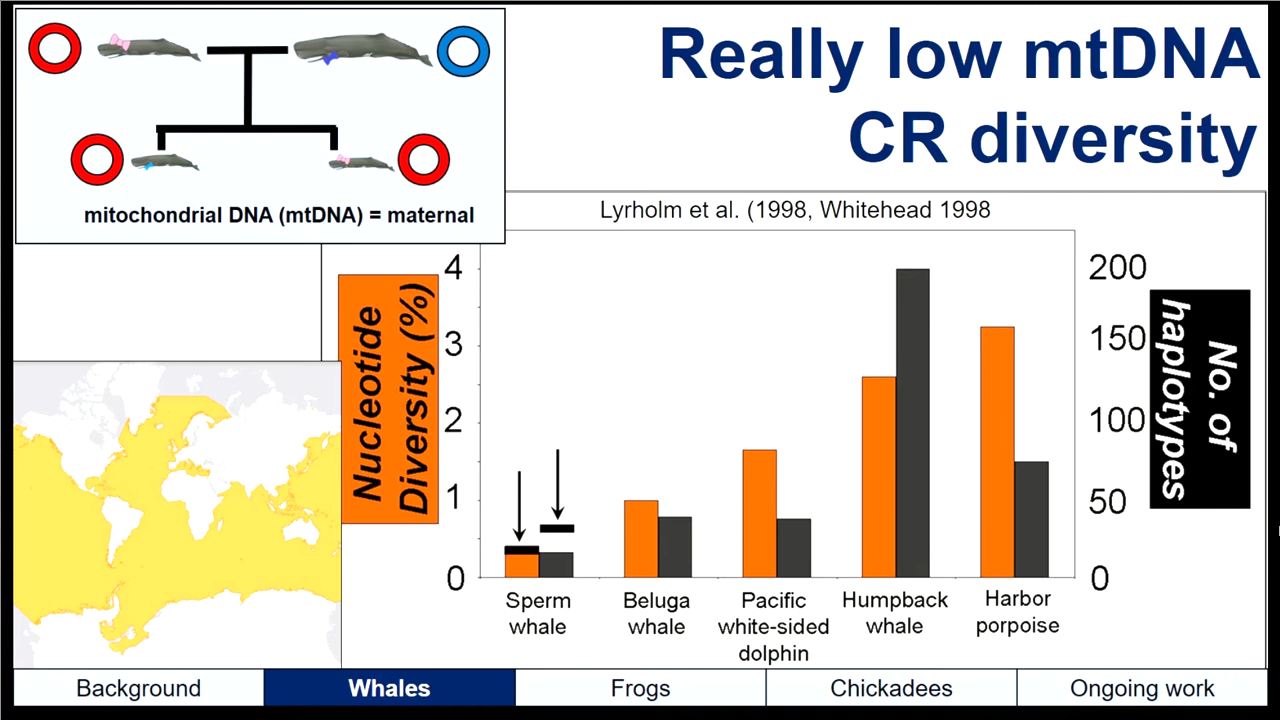 Really low mtDNA
CR diversity
mitochondrial DNA (mtDNA) = maternal
Lyrholm et al. (1998, Whitehead 1998
Nucleotide
Diversity (%)
4
3
2
1
0
200
150
100
50
0
No. of
haplotypes
Sperm
whale
Beluga
whale
Pacific
white-sided
dolphin
Humpback
whale
Harbor
porpoise
Background
Whales
Frogs
Chickadees
Ongoing work